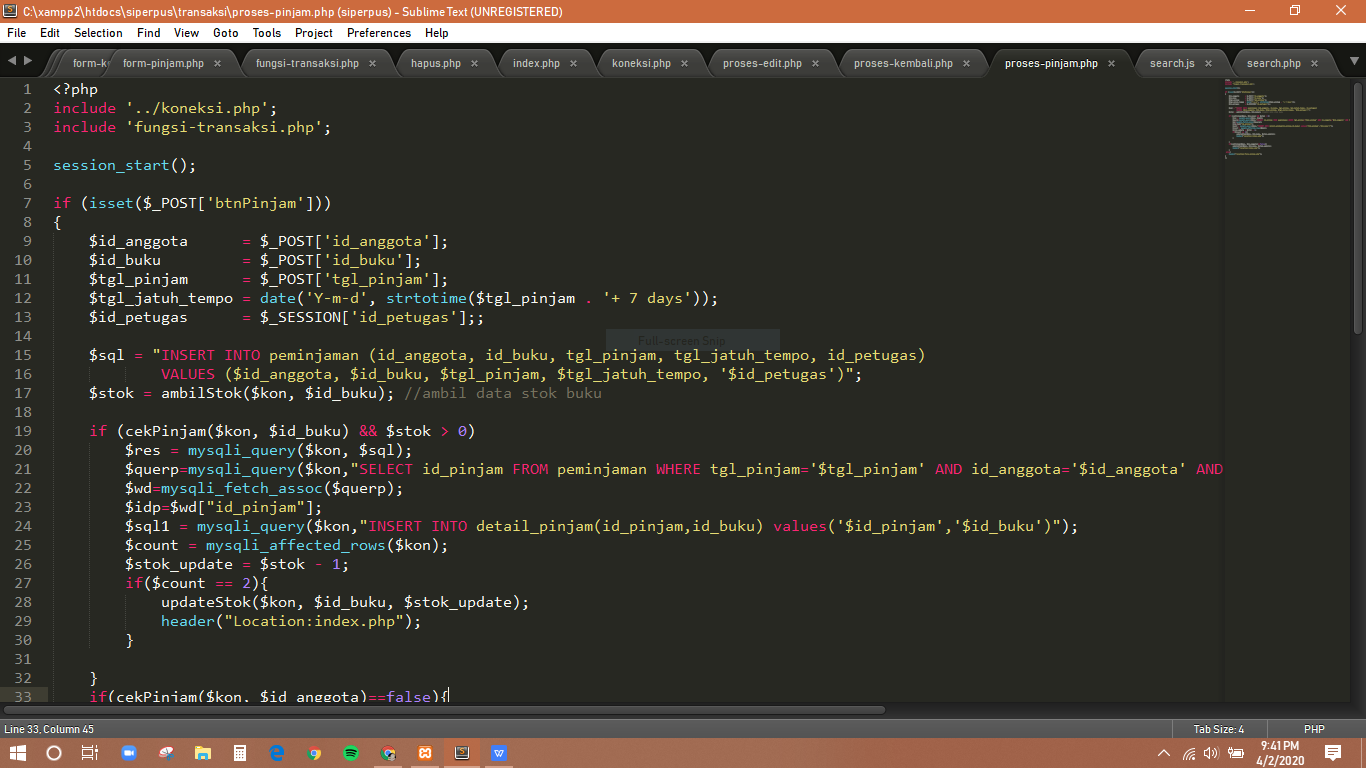 C:\xampp2\htdocs\siperpus\transaksi\proses-pinjam.php (siperpus) - Sublime Text (UNREGISTERED)
File Edit Selection Find View Goto Tools Project Preferences Help
form-k form-pinjam.php × fungsi-transaksi.php × hapus.php × index.php × koneksi.php × proses-edit.php × proses-kembali.php × proses-pinjam.php × search.js × search.php ×
1 <?php
2 include '../koneksi.php';
3 include 'fungsi-transaksi.php';
4
5 session_start();
6
7 if (isset($_POST['btnPinjam']))
8 {
9 $id_anggota = $_POST['id_anggota'];
10 $id_buku = $_POST['id_buku'];
11 $tgl_pinjam = $_POST['tgl_pinjam'];
12 $tgl_jatuh_tempo = date('Y-m-d', strtotime($tgl_pinjam . '+ 7 days'));
13 $id_petugas = $_SESSION['id_petugas'];;
14
Full-screen Snip
15 $sql = "INSERT INTO peminjaman (id_anggota, id_buku, tgl_pinjam, tgl_jatuh_tempo, id_petugas)
16 VALUES ($id_anggota, $id_buku, $tgl_pinjam, $tgl_jatuh_tempo, '$id_petugas')";
17 $stok = ambilStok($kon, $id_buku); //ambil data stok buku
18
19 if (cekPinjam($kon, $id_buku) && $stok > 0)
20 $res = mysqli_query($kon, $sql);
21 $querp=mysqli_query($kon,"SELECT id_pinjam FROM peminjaman WHERE tgl_pinjam='$tgl_pinjam' AND id_anggota='$id_anggota' AND
22 $wd=mysqli_fetch_assoc($querp);
23 $idp=$wd["id_pinjam"];
24 $sql1 = mysqli_query($kon,"INSERT INTO detail_pinjam(id_pinjam,id_buku) values('$id_pinjam','$id_buku')");
25 $count = mysqli_affected_rows($kon);
26 $stok_update = $stok - 1;
27 if($count == 2){
28 updateStok($kon, $id_buku, $stok_update);
29 header("Location:index.php");
30 }
31
32 }
33 if(cekPinjam($kon, $id_anggota)==false){
Line 33, Column 45 Tab Size: 4 PHP
9:41 PM
4/2/2020